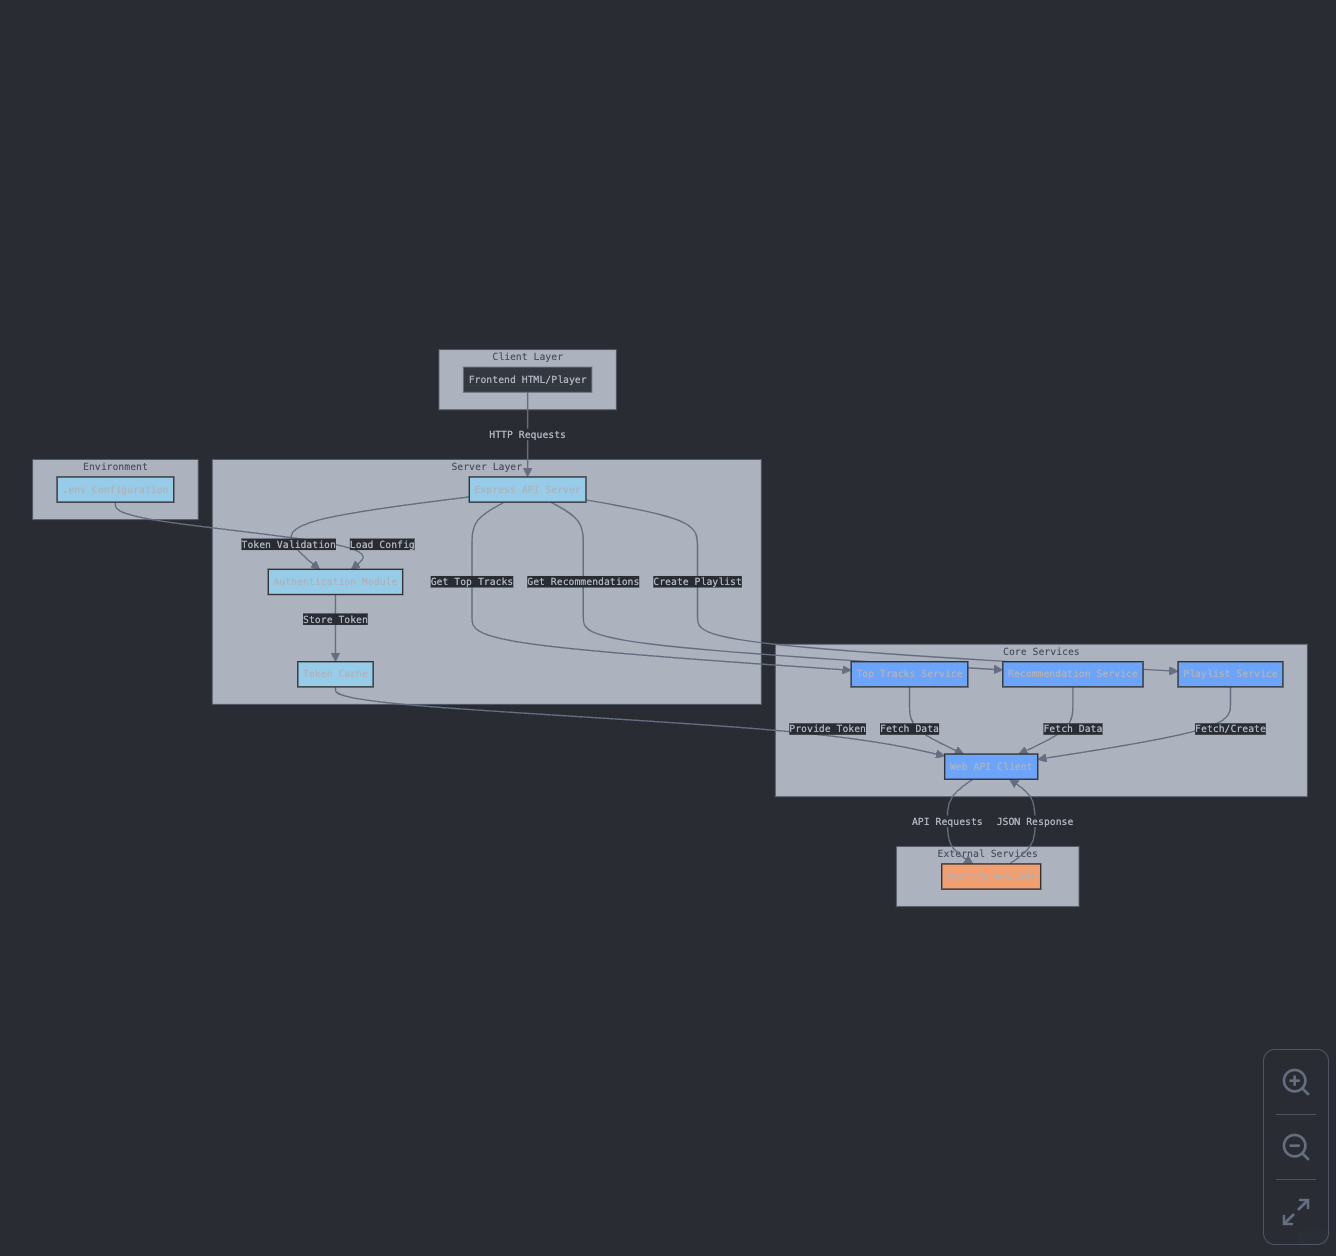 Client Layer
Frontend HTML/Player
HTTP Requests
Environment
.env Configuration
Server Layer
Express API Server
Token Validation
Load Config
Authentication Module
Get Top Tracks
Get Recommendations
Create Playlist
Store Token
Token Cache
Core Services
Top Tracks Service
Recommendation Service
Playlist Service
Provide Token
Fetch Data
Fetch Data
Fetch/Create
Web API Client
API Requests
JSON Response
External Services